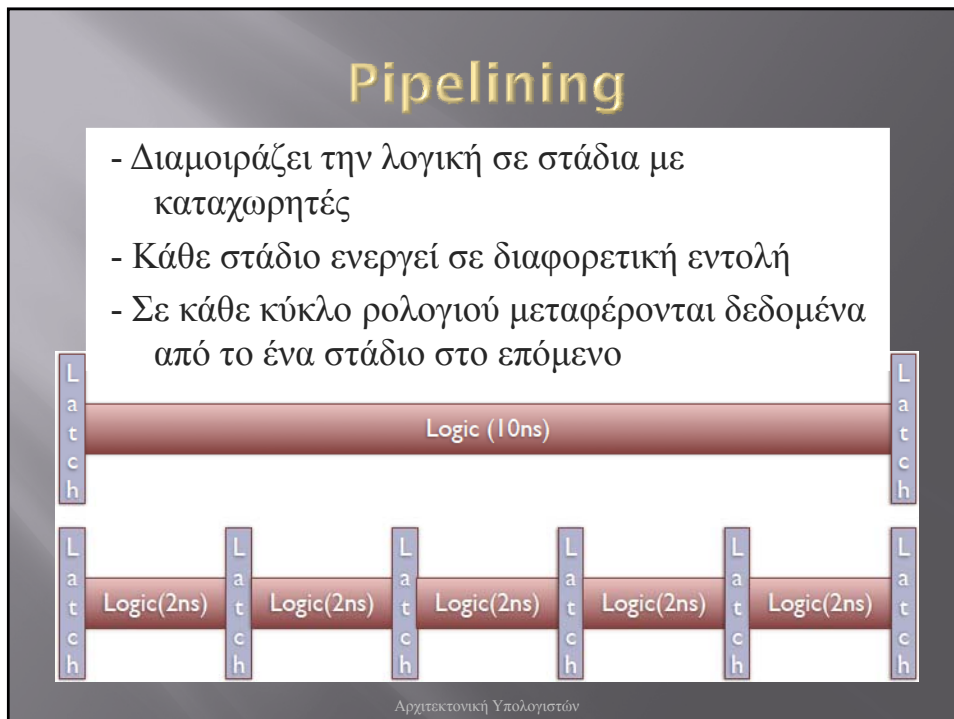 Pipelining
- Διαμοιράζει την λογική σε στάδια με
καταχωρητές
- Κάθε στάδιο ενεργεί σε διαφορετική εντολή
- Σε κάθε κύκλο ρολογιού μεταφέρονται δεδομένα
από το ένα στάδιο στο επόμενο
Latch
Logic (10ns)
Latch
Latch
Logic(2ns)
Latch
Logic(2ns)
Latch
Logic(2ns)
Latch
Logic(2ns)
Latch
Logic(2ns)
Latch
Αρχιτεκτονική Υπολογιστών